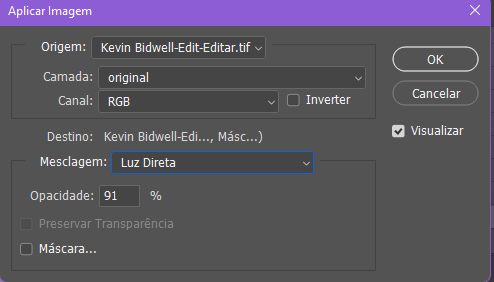 Aplicar Imagem
Origem: Kevin Bidwell-Edit-Editar.tif
OK
Camada: original
Canal: RGB Inverter
Cancelar
Destino: Kevin Bidwell-Edi..., Másc...)
Visualizar
Mesclagem: Luz Direta
Opacidade: 91 %
Preservar Transparência
Máscara...